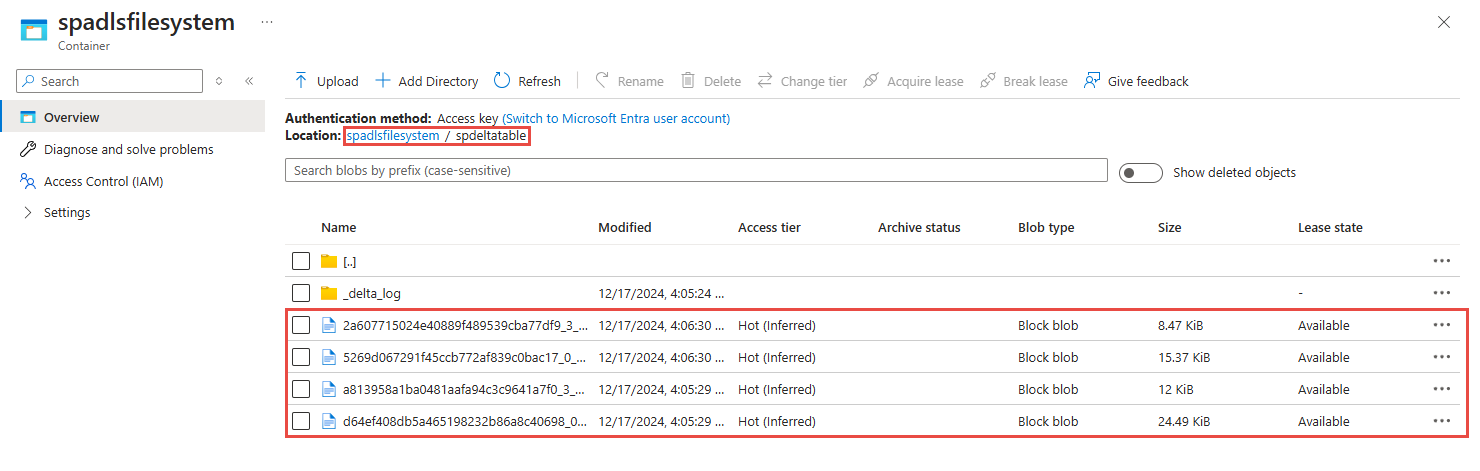 spadlsfilesystem ...
Container
Search
Upload Add Directory Refresh Rename Delete Change tier Acquire lease Break lease Give feedback
Overview
Diagnose and solve problems
Access Control (IAM)
Settings
Authentication method: Access key (Switch to Microsoft Entra user account)
Location: spadlsfilesystem / spdeltatable
Search blobs by prefix (case-sensitive)
Show deleted objects
Name Modified Access tier Archive status Blob type Size Lease state
[..]
_delta_log 12/17/2024, 4:05:24 ... -
2a607715024e40889f489539cba77df9_3_... 12/17/2024, 4:06:30 ... Hot (Inferred) Block blob 8.47 KiB Available
5269d067291f45ccb772af839c0bac17_0_... 12/17/2024, 4:06:30 ... Hot (Inferred) Block blob 15.37 KiB Available
a813958a1ba0481aafa94c3c9641a7f0_3_... 12/17/2024, 4:05:29 ... Hot (Inferred) Block blob 12 KiB Available
d64ef408db5a465198232b86a8c40698_0... 12/17/2024, 4:05:29 ... Hot (Inferred) Block blob 24.49 KiB Available